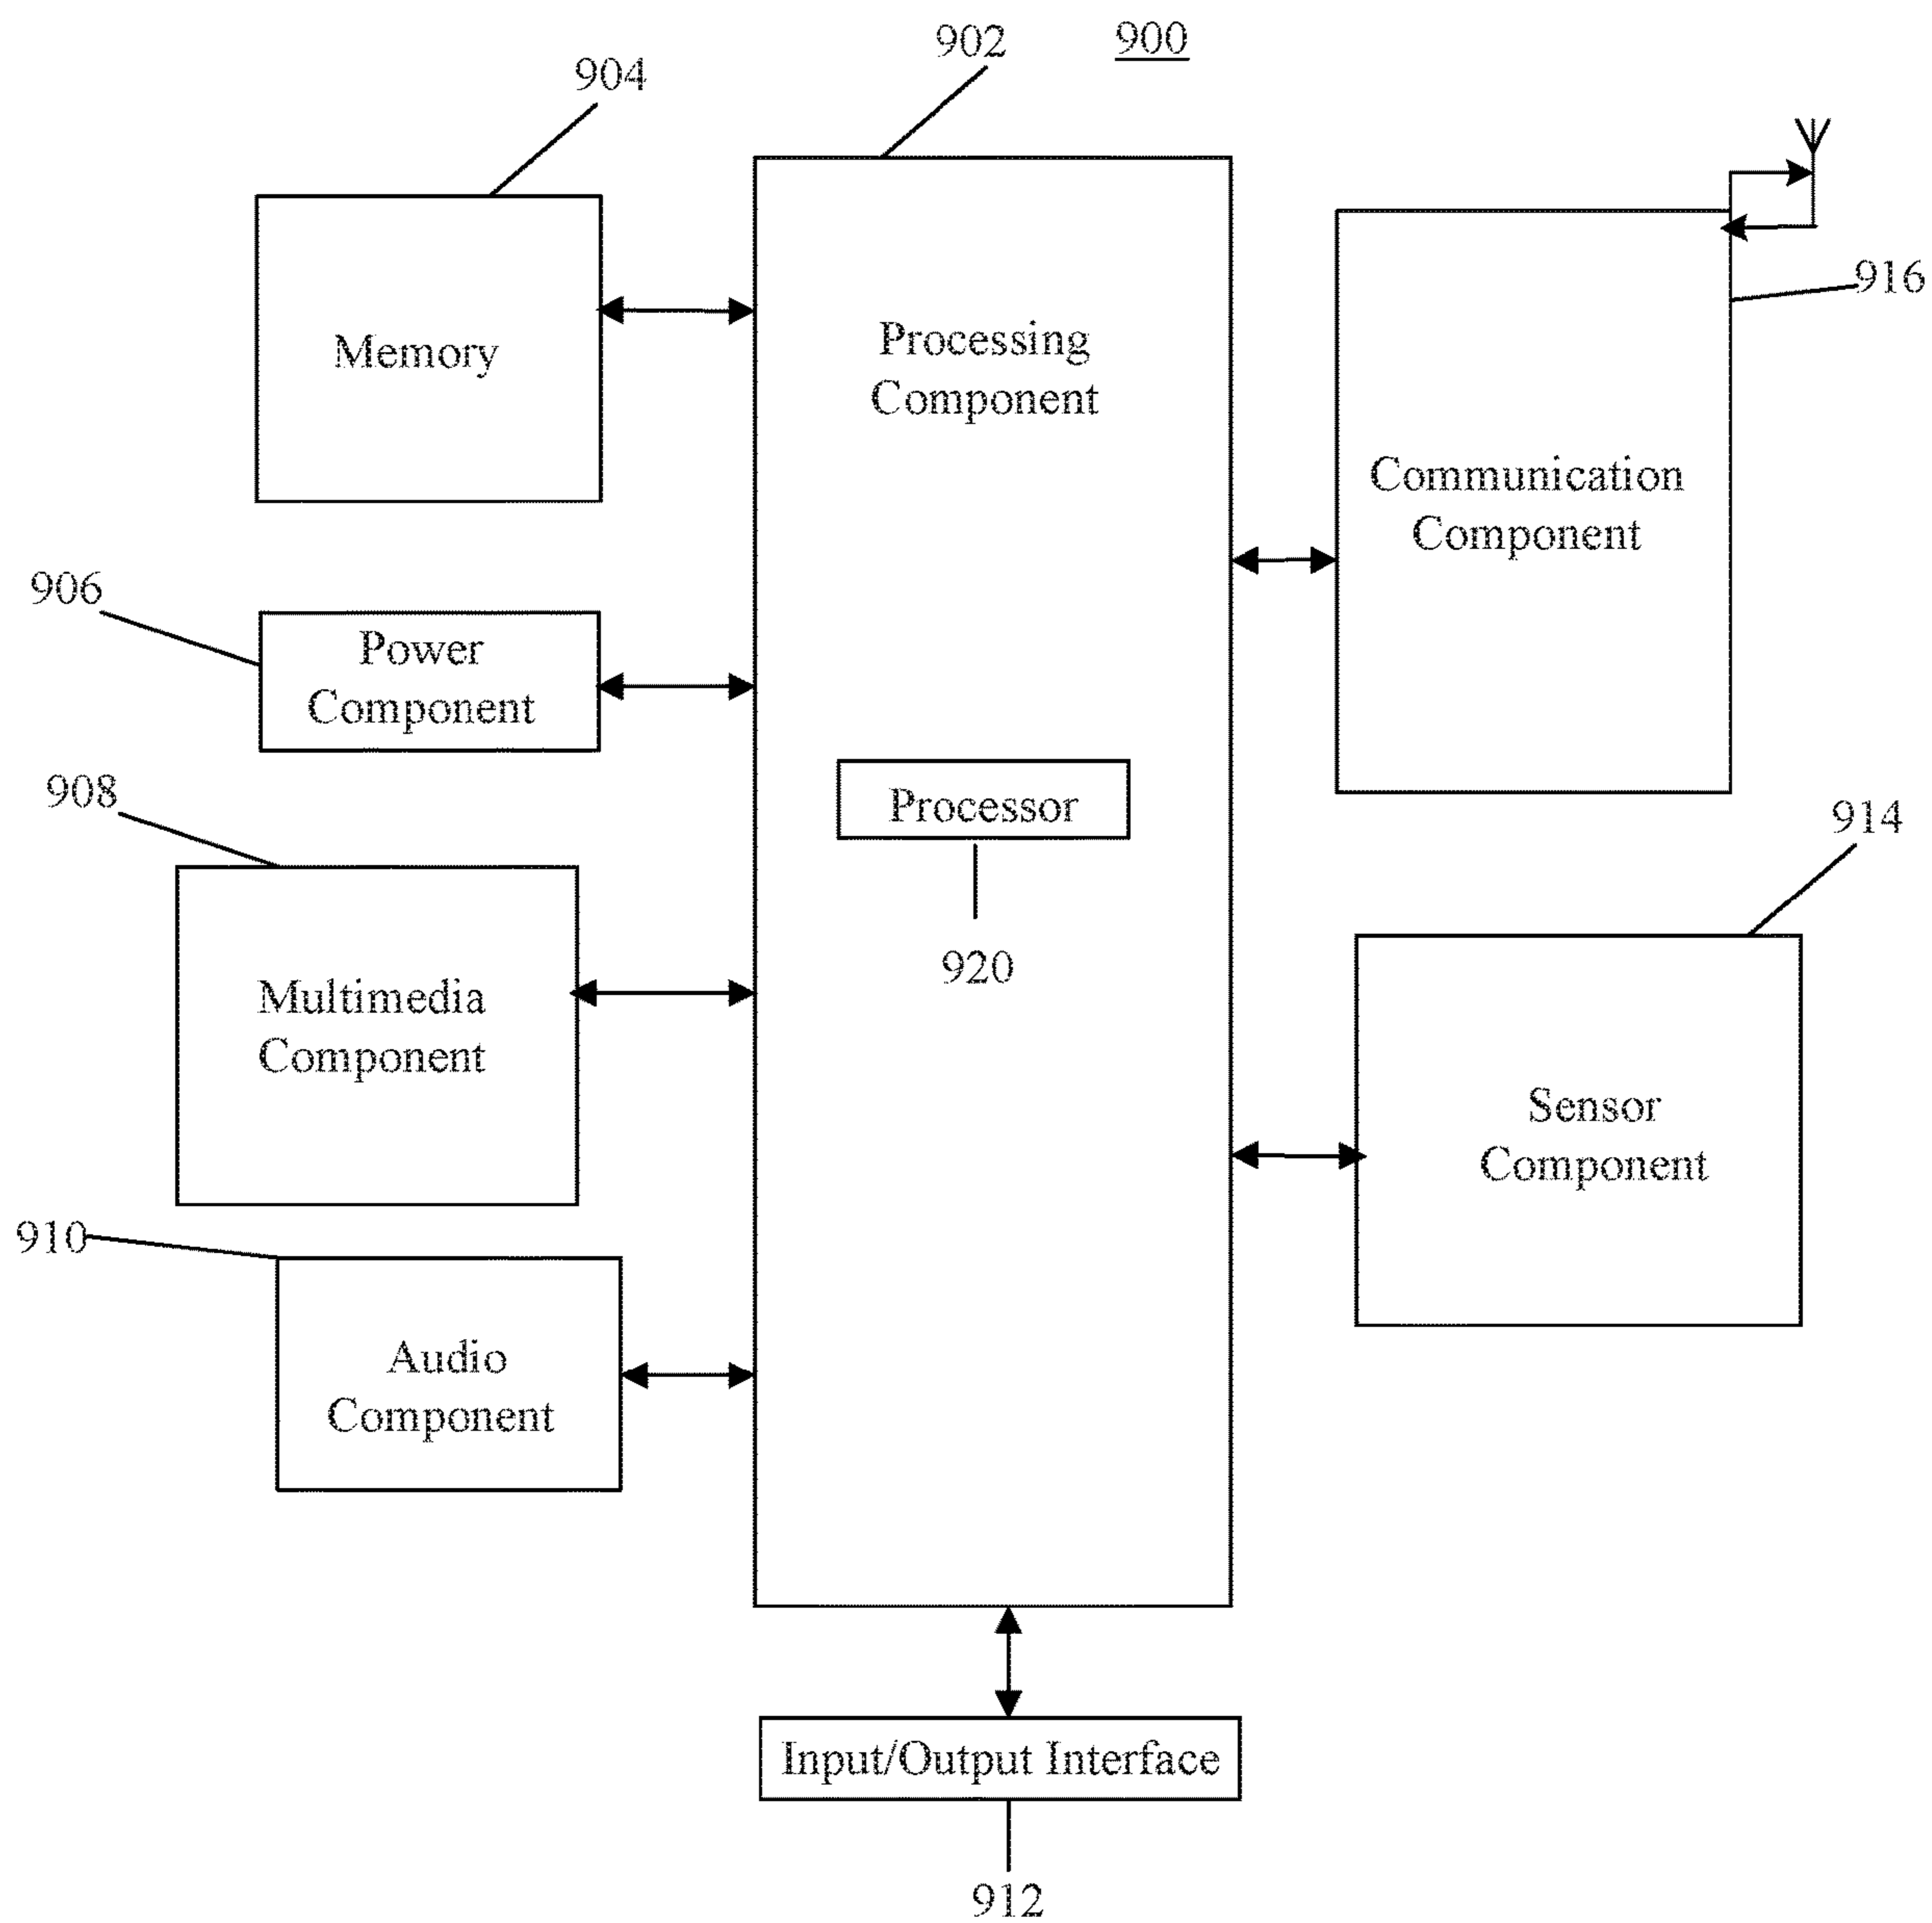 902
900
904
916
Memory
Processing
Component
Communication
Component
906
Power
Component
908
Processor
914
920
Multimedia
Component
Sensor
Component
910
Audio
Component
Input/Output Interface
912